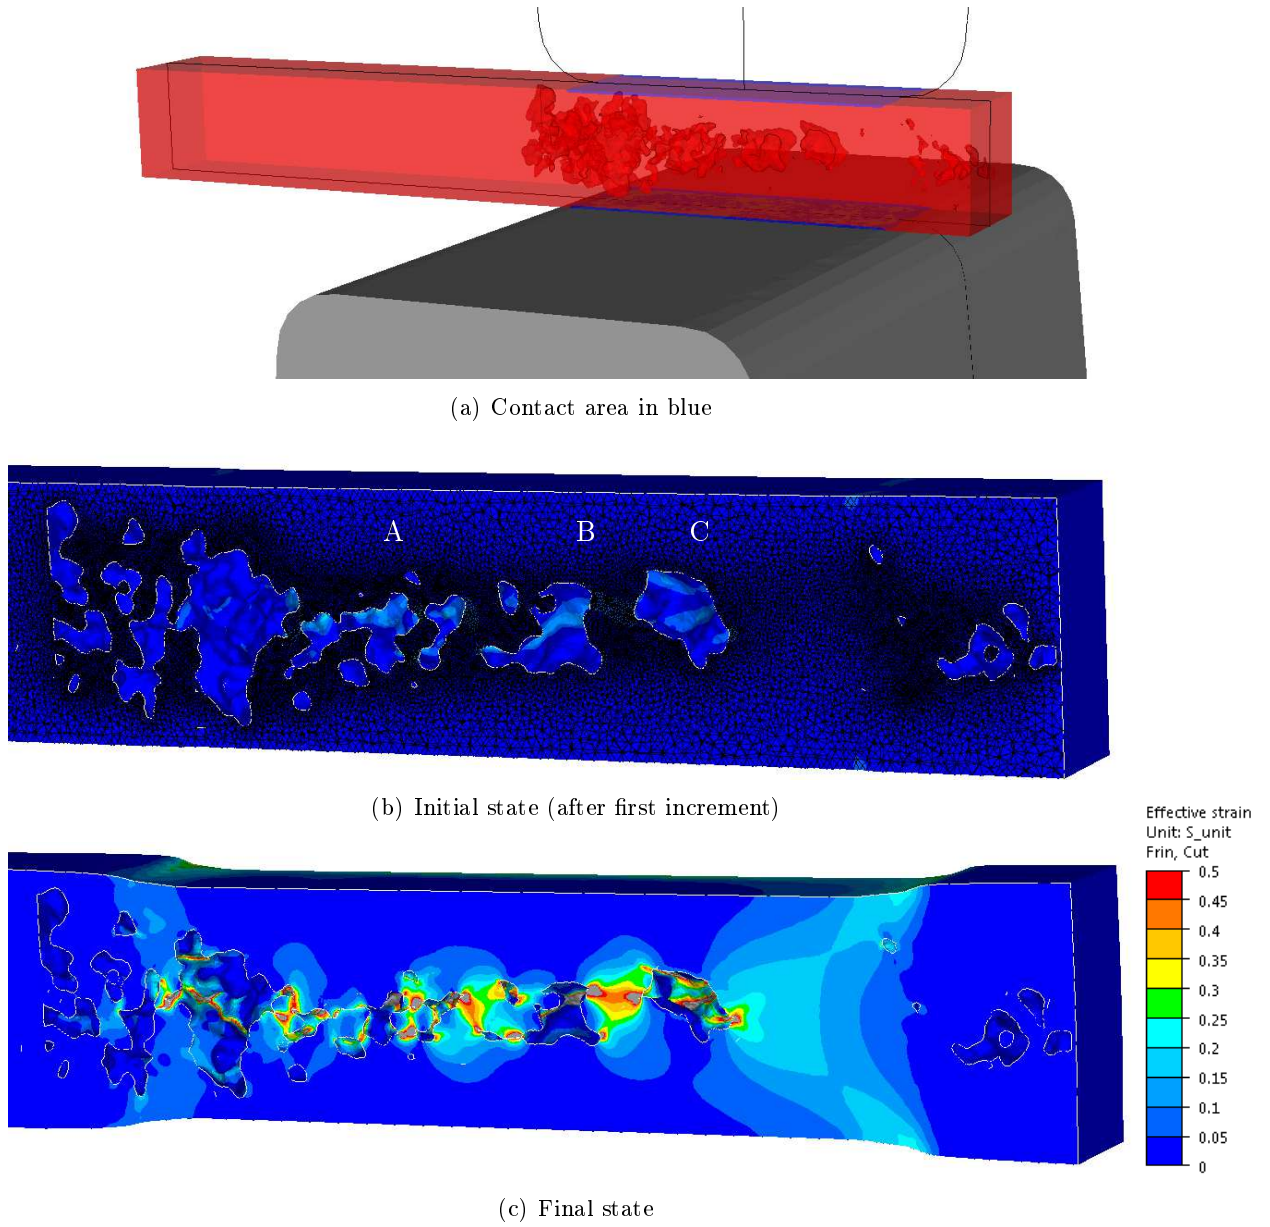 (a) Contact area in blue
A B C
(b) Initial state (after first increment)
Effective strain
Unit: S_unit
Frin, Cut
0.5
0.45
0.4
0.35
0.3
0.25
0.2
0.15
0.1
0.05
0
(c) Final state